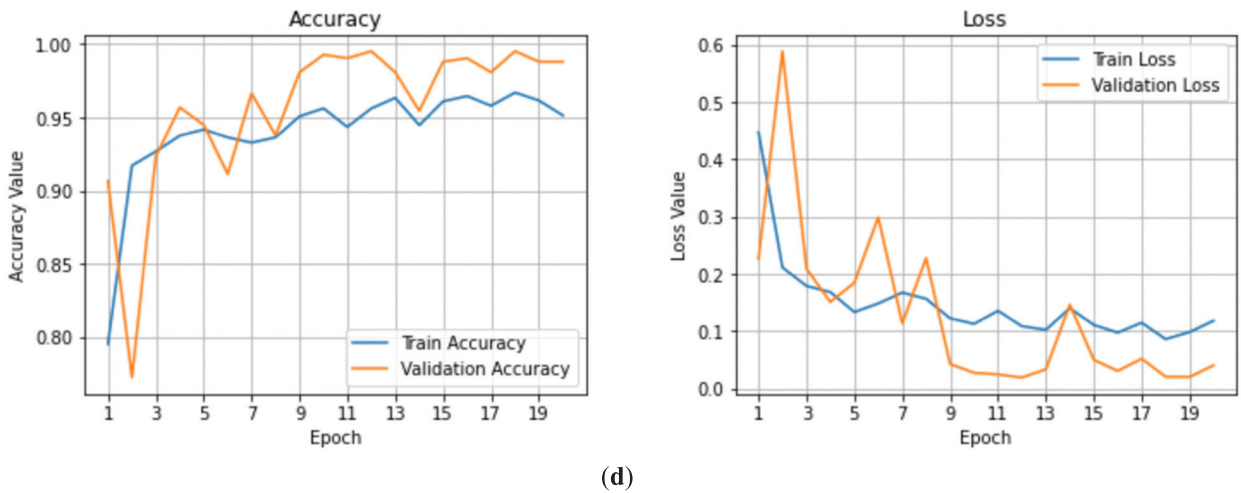 Accuracy
1.00
0.95
0.90
0.85
0.80
Accuracy Value
Train Accuracy
Validation Accuracy
1 3 5 7 9 11 13 15 17 19
Epoch
Loss
0.6
0.5
0.4
0.3
0.2
0.1
0.0
Loss Value
Train Loss
Validation Loss
1 3 5 7 9 11 13 15 17 19
Epoch
(d)